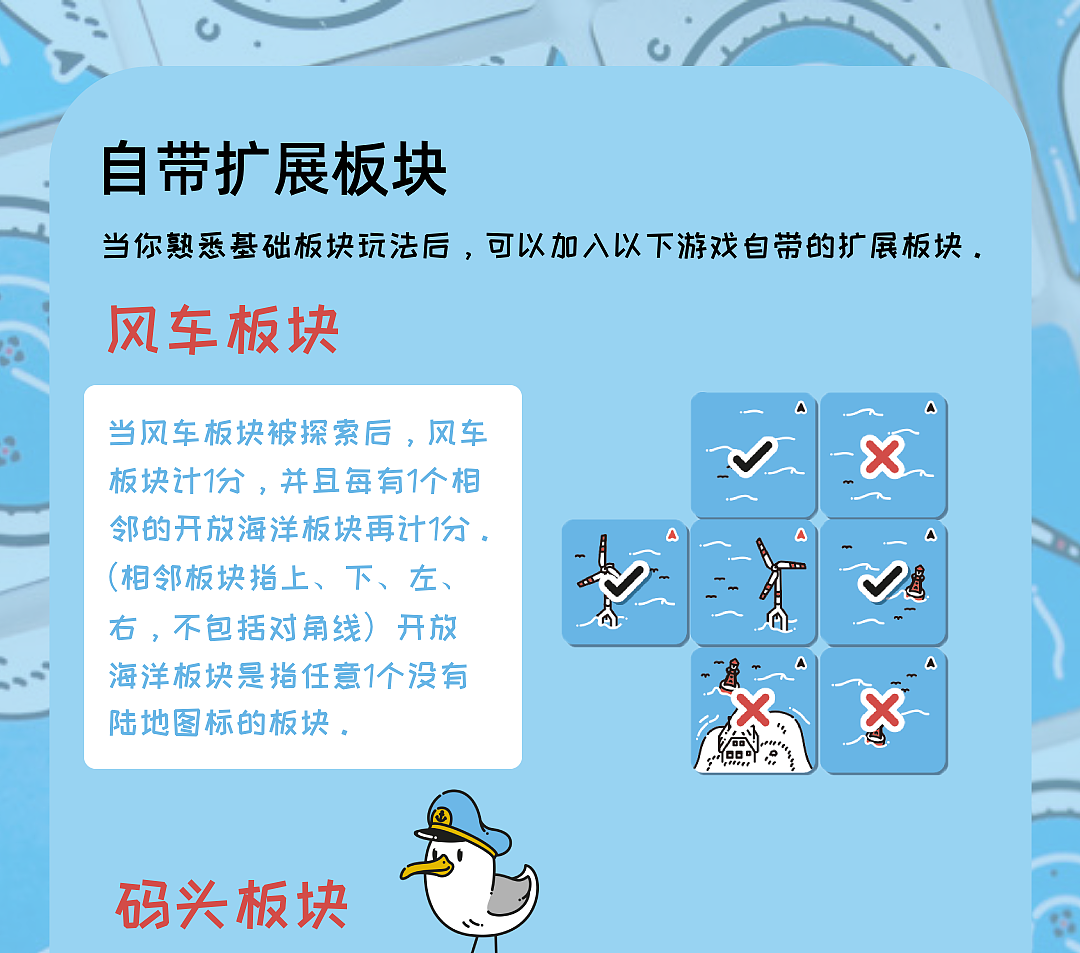 自带扩展板块
当你熟悉基础板块玩法后，可以加入以下游戏自带的扩展板块．
风车板块
当风车板块被探索后，风车
板块计1分，并且每有1个相
邻的开放海洋板块再计1分．
(相邻板块指上、下、左、
右，不包括对角线）开放
海洋板块是指任意1个没有
陆地图标的板块．
码头板块